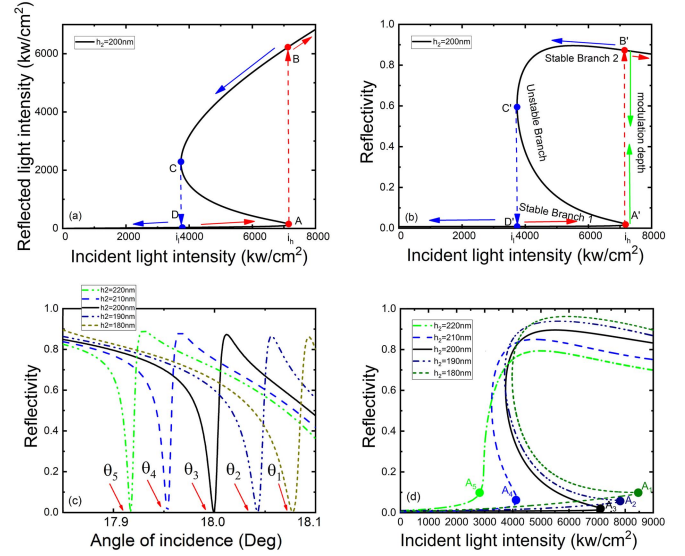 h₂=200nm
B
C
D
A
(a)
Reflected light intensity (kw/cm²)
0
2000
4000
6000
0
2000
iₗ
4000
6000
iₕ
8000
Incident light intensity (kw/cm²)
h₂=200nm
B'
Stable Branch 2
C'
Unstable Branch
modulation depth
Stable Branch 1
D'
A'
(b)
Reflectivity
0.0
0.2
0.4
0.6
0.8
1.0
0
2000
iₗ
4000
6000
iₕ
8000
Incident light intensity (kw/cm²)
h2=220nm
h2=210nm
h2=200nm
h2=190nm
h2=180nm
θ₅
θ₄
θ₃
θ₂
θ₁
(c)
Reflectivity
0.0
0.2
0.4
0.6
0.8
1.0
17.9
18.0
18.1
Angle of incidence (Deg)
h₂=220nm
h₂=210nm
h₂=200nm
h₂=190nm
h₂=180nm
A₅
A₄
A₃
A₂
(d)
Reflectivity
0.0
0.2
0.4
0.6
0.8
1.0
0
1000
2000
3000
4000
5000
6000
7000
8000
9000
Incident light intensity (kw/cm²)